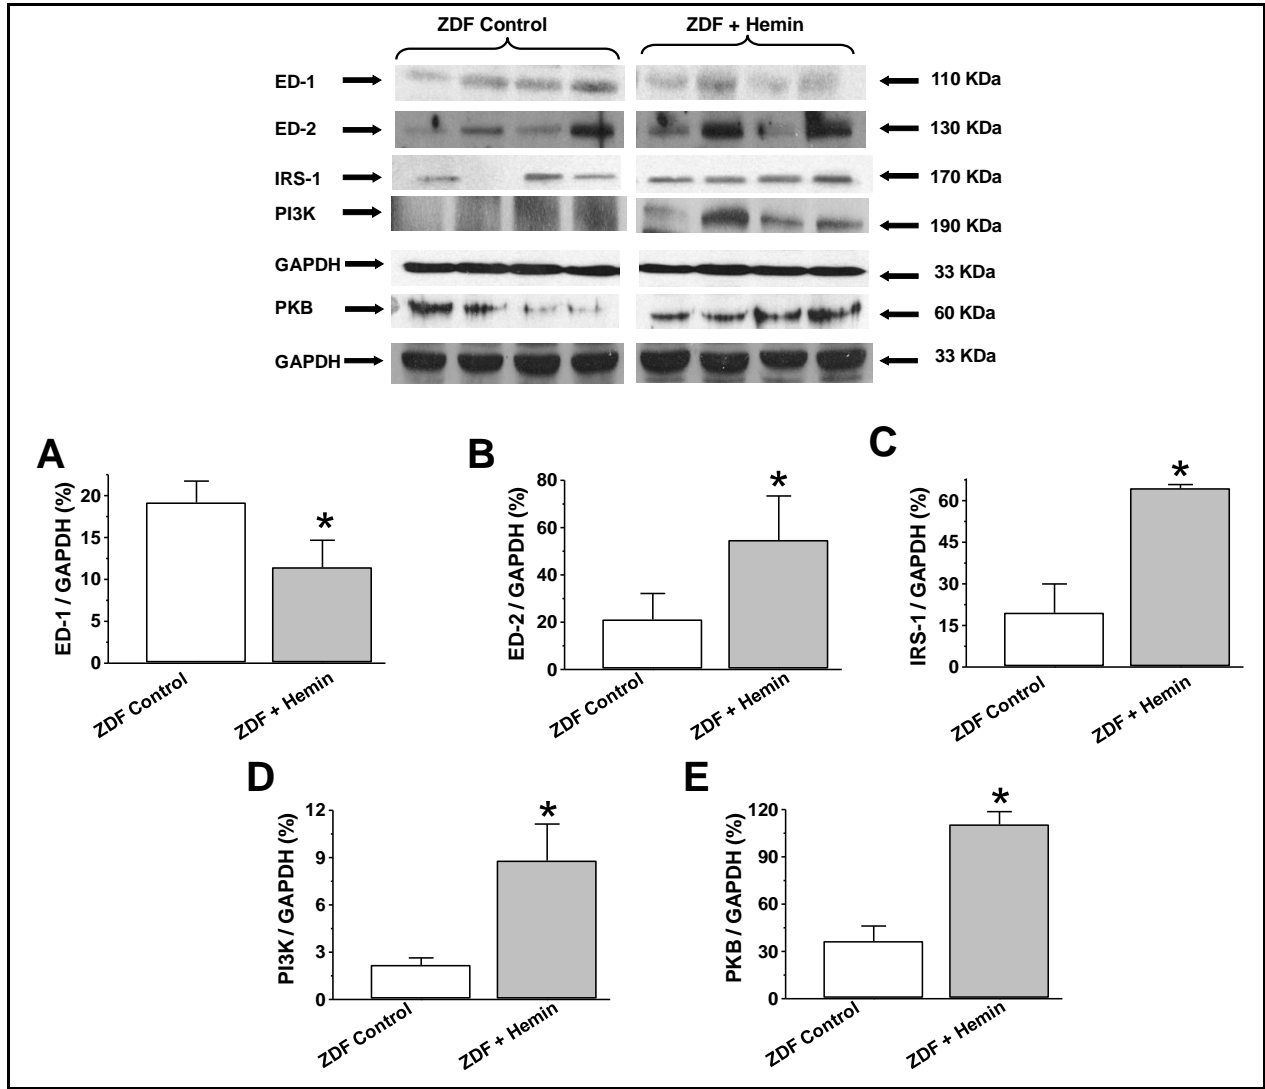 ZDF Control ZDF + Hemin
ED-1 110 KDa
ED-2 130 KDa
IRS-1 170 KDa
PI3K 190 KDa
GAPDH 33 KDa
PKB 60 KDa
GAPDH 33 KDa
A
ED-1 / GAPDH (%)
20
15
10
5
0
*
ZDF Control
ZDF + Hemin
B
ED-2 / GAPDH (%)
80
60
40
20
0
*
ZDF Control
ZDF + Hemin
C
IRS-1 / GAPDH (%)
60
45
30
15
0
*
ZDF Control
ZDF + Hemin
D
PI3K / GAPDH (%)
12
9
6
3
0
*
ZDF Control
ZDF + Hemin
E
PKB / GAPDH (%)
120
90
60
30
0
*
ZDF Control
ZDF + Hemin